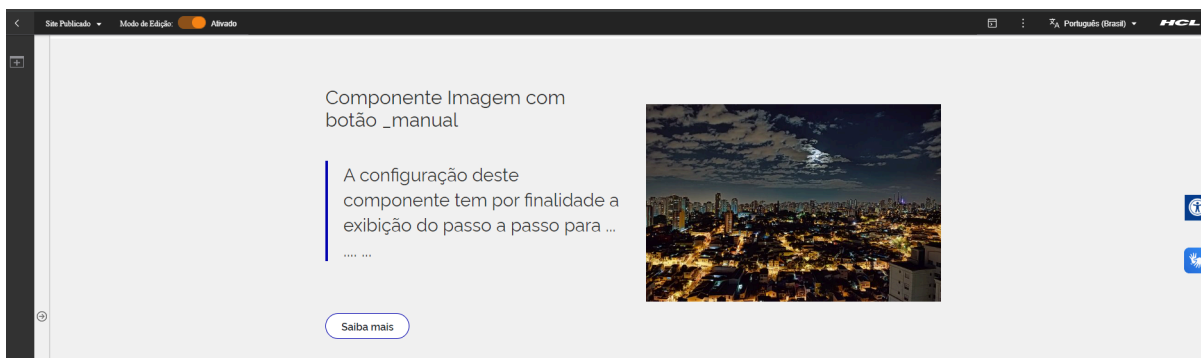 Site Publicado
Modo de Edição:
Ativado
Português (Brasil)
HCL
Componente Imagem com
botão _manual
A configuração deste
componente tem por finalidade a
exibição do passo a passo para ...
.... ...
Saiba mais